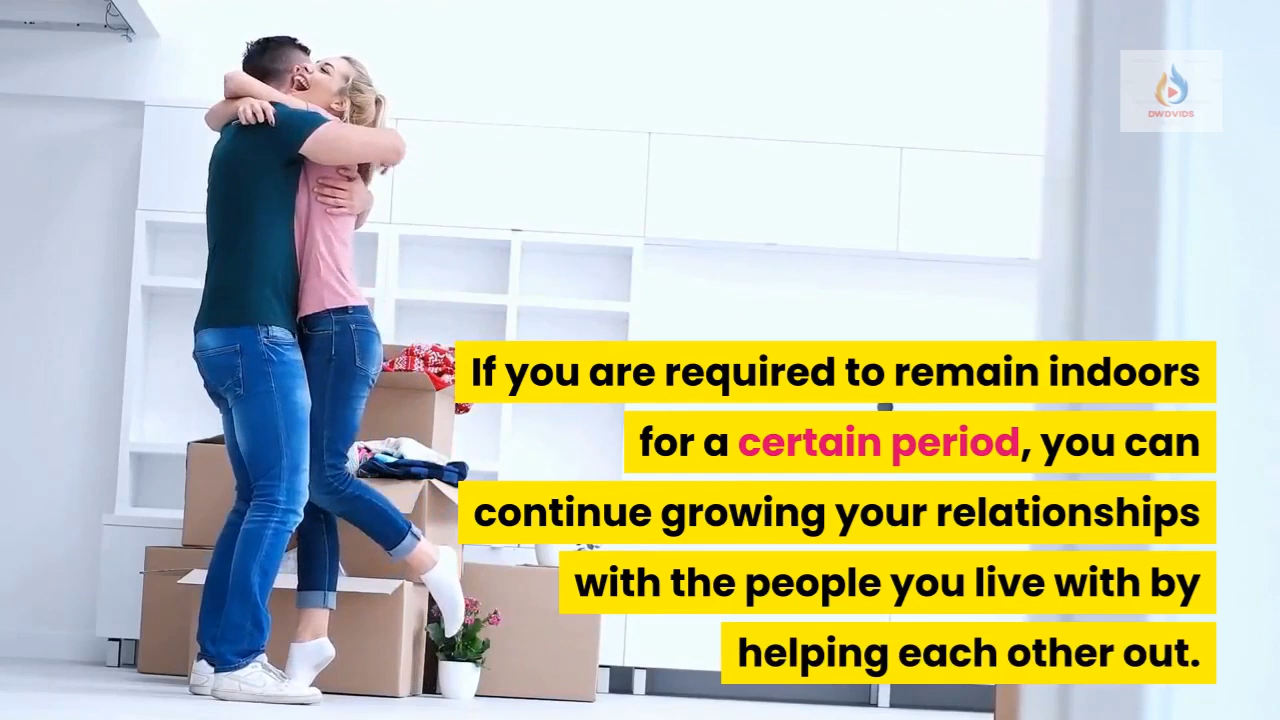 DWDVIDS
If you are required to remain indoors
for a certain period, you can
continue growing your relationships
with the people you live with by
helping each other out.